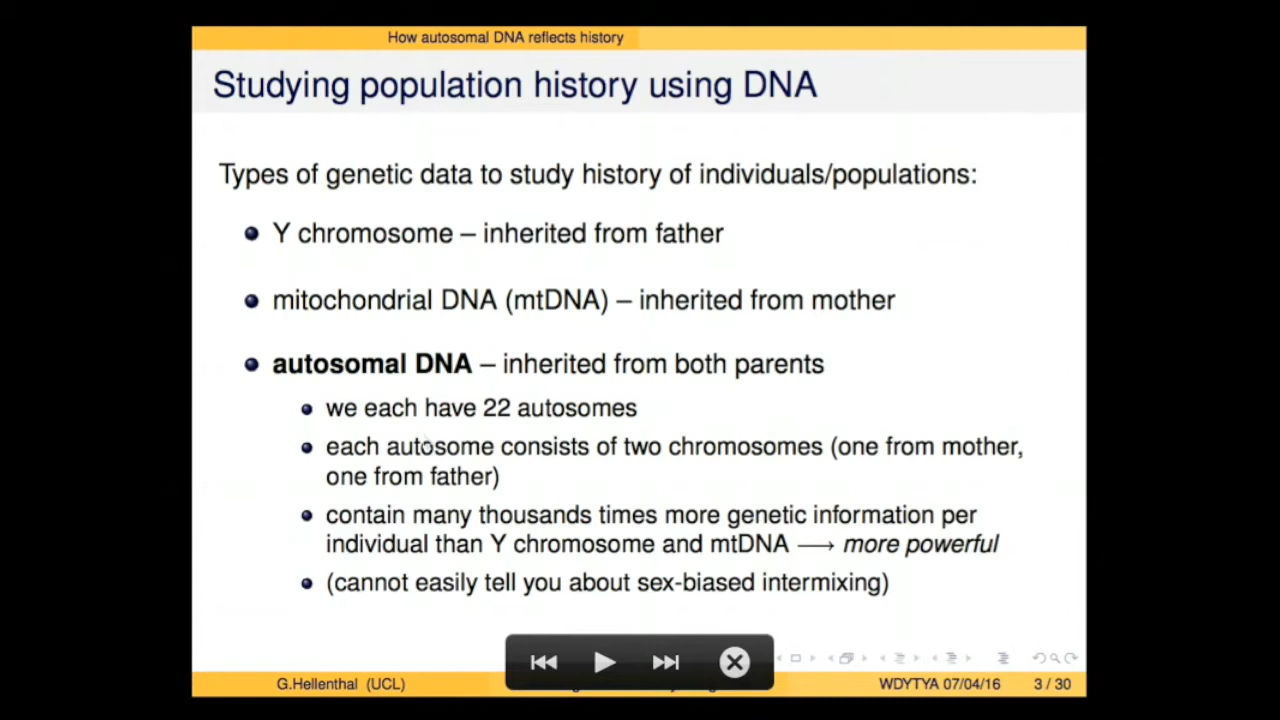 How autosomal DNA reflects history
Studying population history using DNA
Types of genetic data to study history of individuals/populations:
Y chromosome – inherited from father
mitochondrial DNA (mtDNA) – inherited from mother
autosomal DNA – inherited from both parents
we each have 22 autosomes
each autosome consists of two chromosomes (one from mother,
one from father)
contain many thousands times more genetic information per
individual than Y chromosome and mtDNA ⟶ more powerful
(cannot easily tell you about sex-biased intermixing)
G.Hellenthal (UCL)
WDYTYA 07/04/16
3 / 30